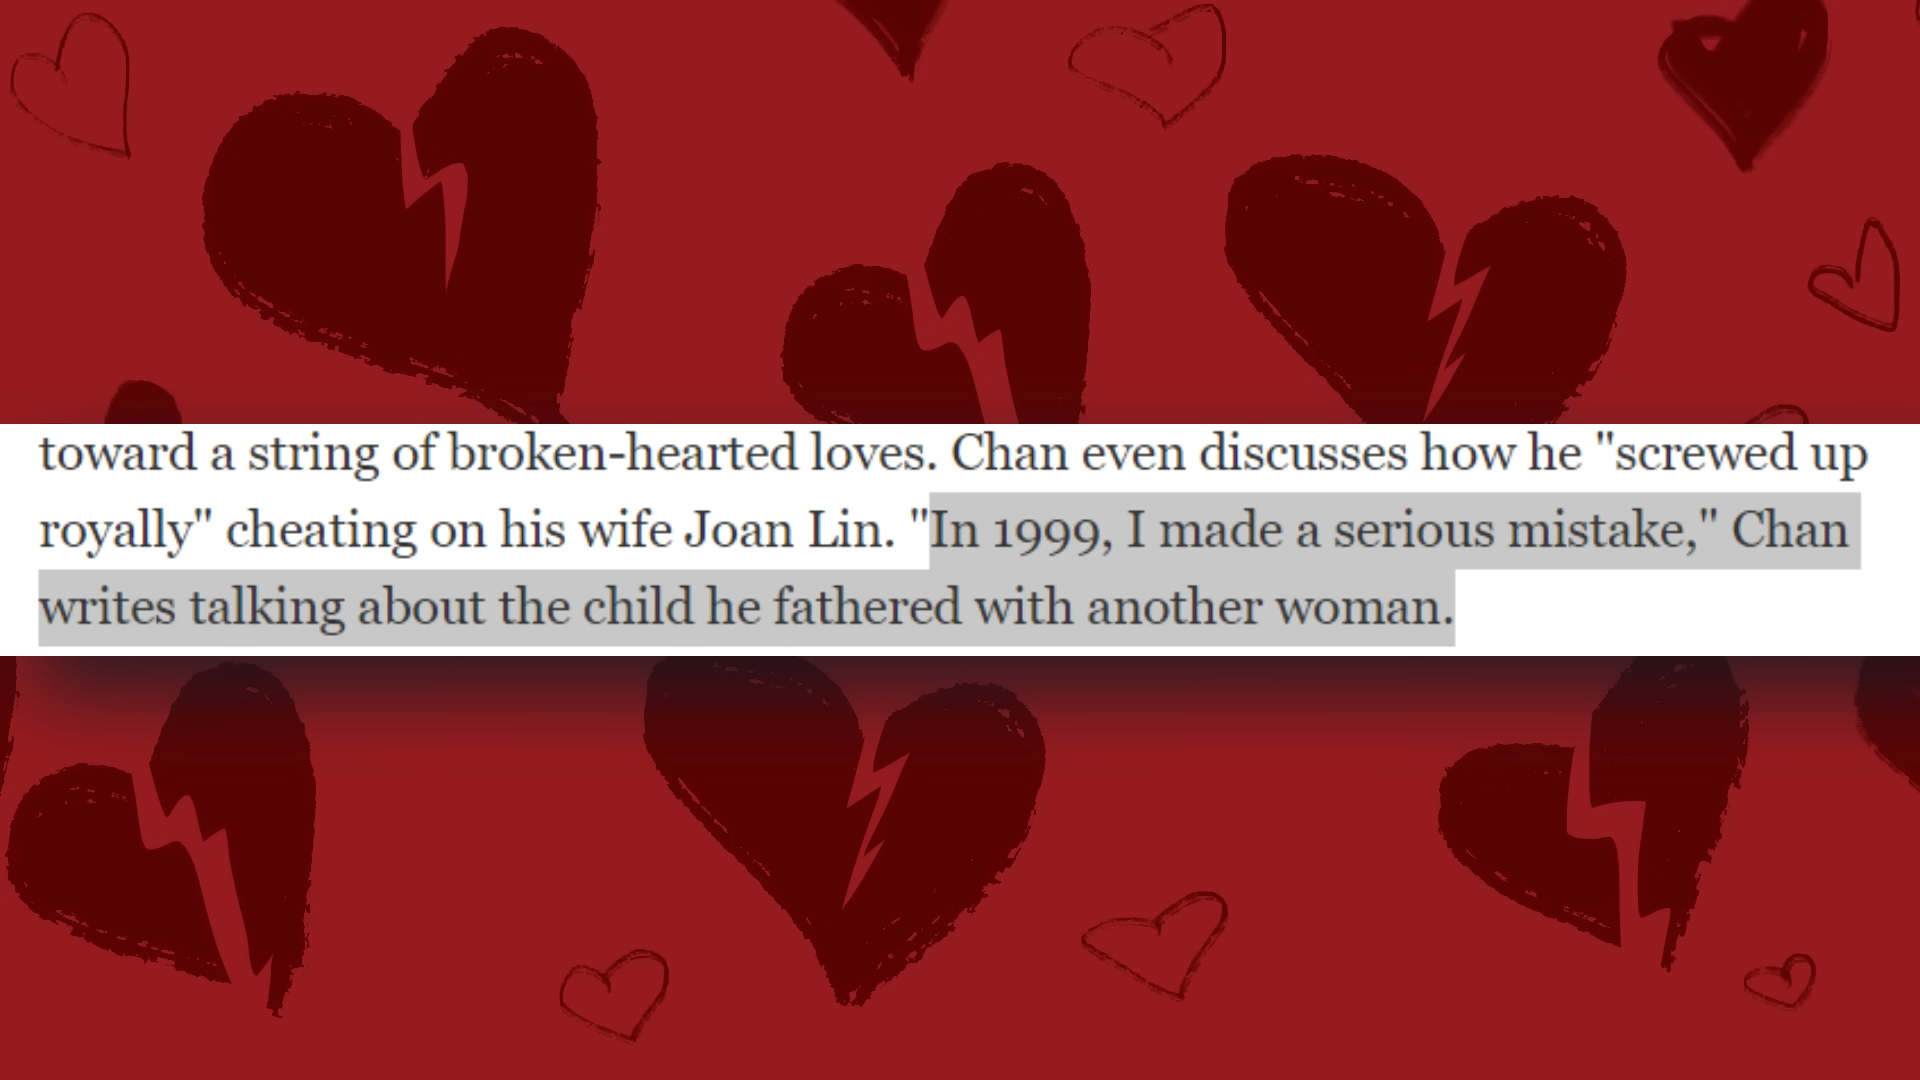 toward a string of broken-hearted loves. Chan even discusses how he "screwed up
royally" cheating on his wife Joan Lin. "In 1999, I made a serious mistake," Chan
writes talking about the child he fathered with another woman.